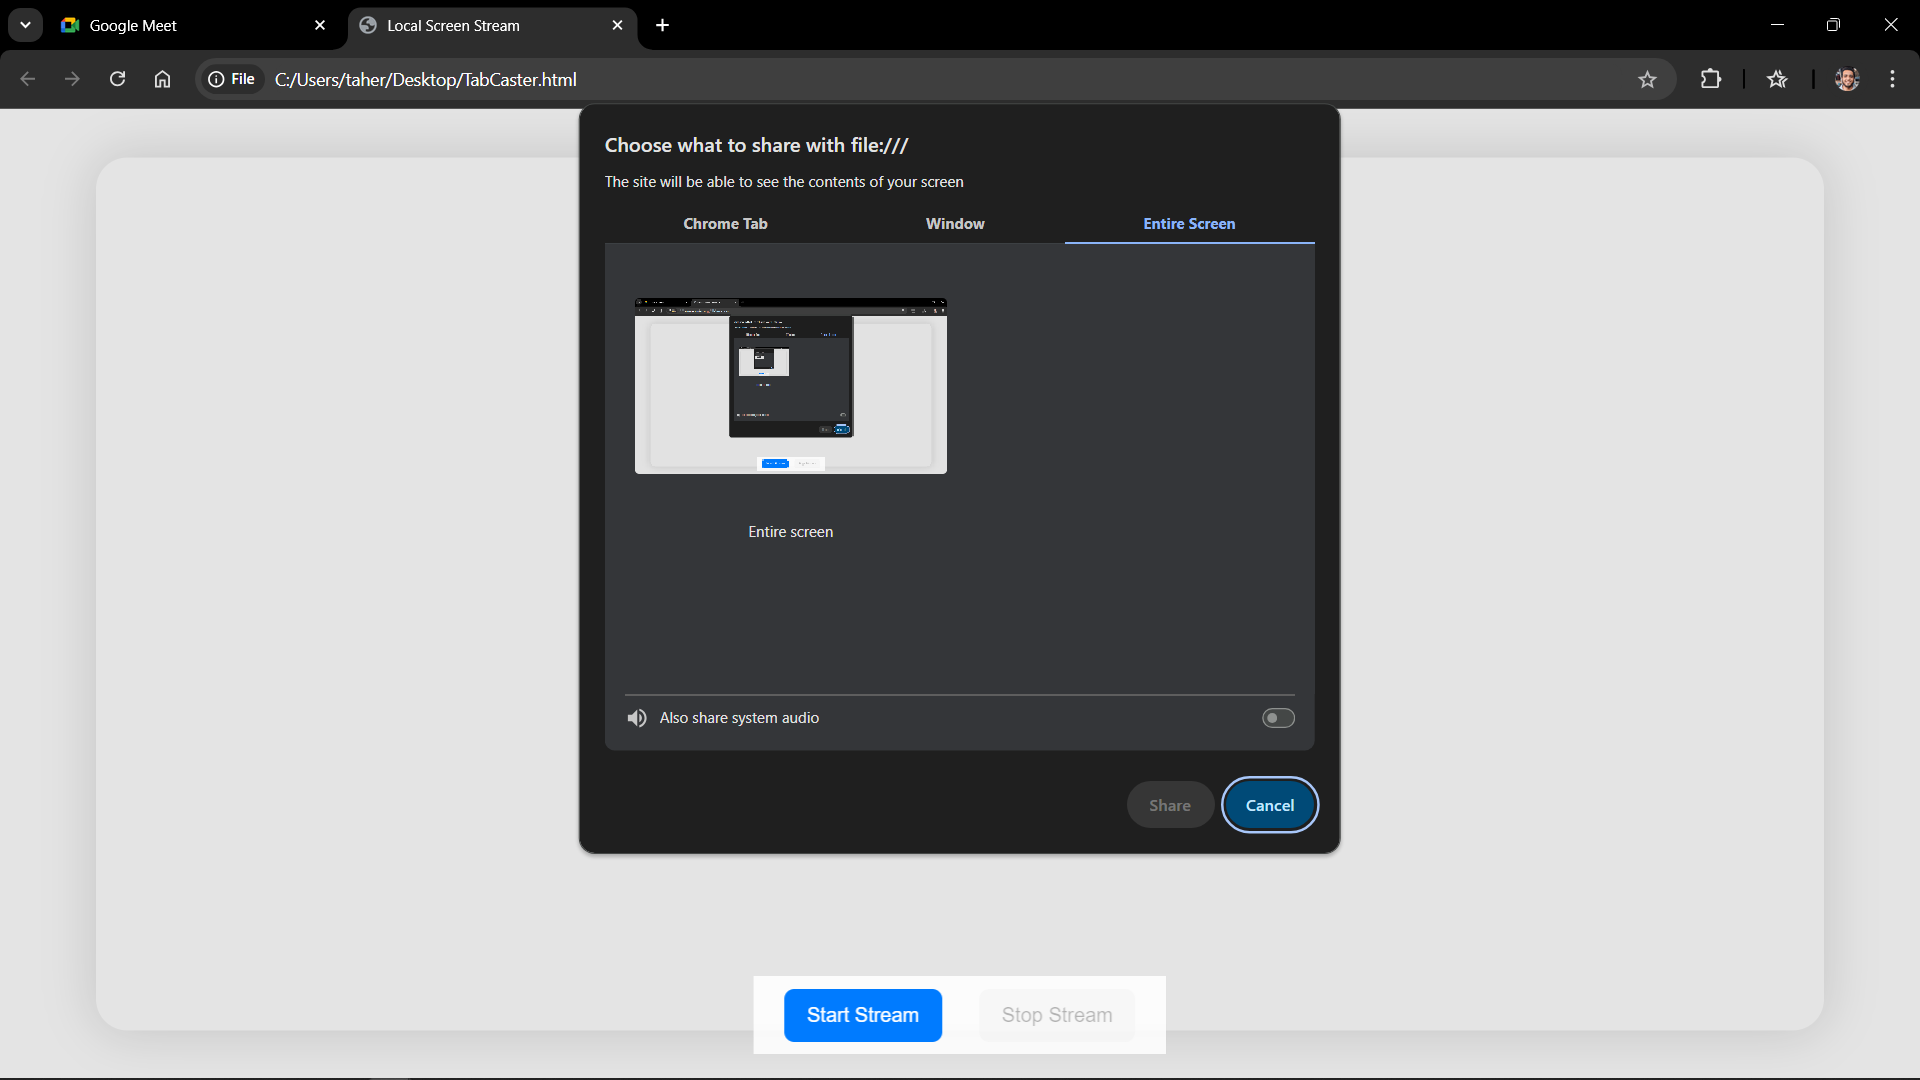 Google Meet
Local Screen Stream
File
C:/Users/taher/Desktop/TabCaster.html
Choose what to share with file:///
The site will be able to see the contents of your screen
Chrome Tab
Window
Entire Screen
Entire screen
Also share system audio
Share
Cancel
Start Stream
Stop Stream